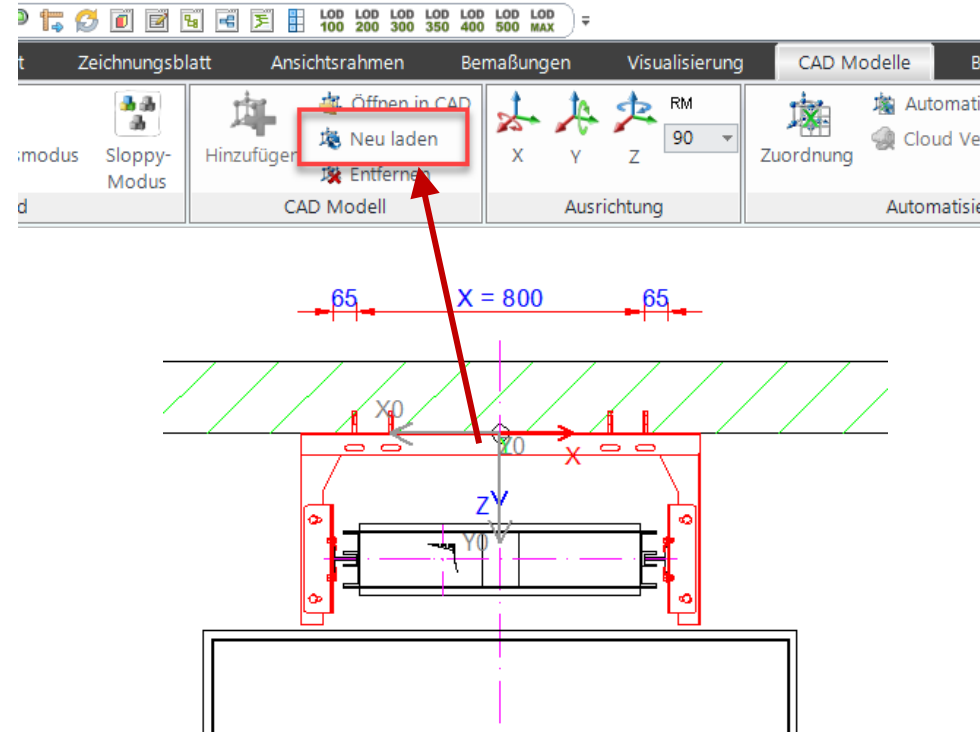 LOD LOD LOD LOD LOD LOD LOD
100 200 300 350 400 500 MAX
t Zeichnungsblatt Ansichtsrahmen Bemaßungen Visualisierung CAD Modelle B
Öffnen in CAD RM Automati
smodus Sloppy-Modus Hinzufügen Neu laden X Y Z 90 Zuordnung Cloud Ve
Entfernen
d CAD Modell Ausrichtung Automatisie
65 X = 800 65
X0
Z0
X
Z
Y
Y0